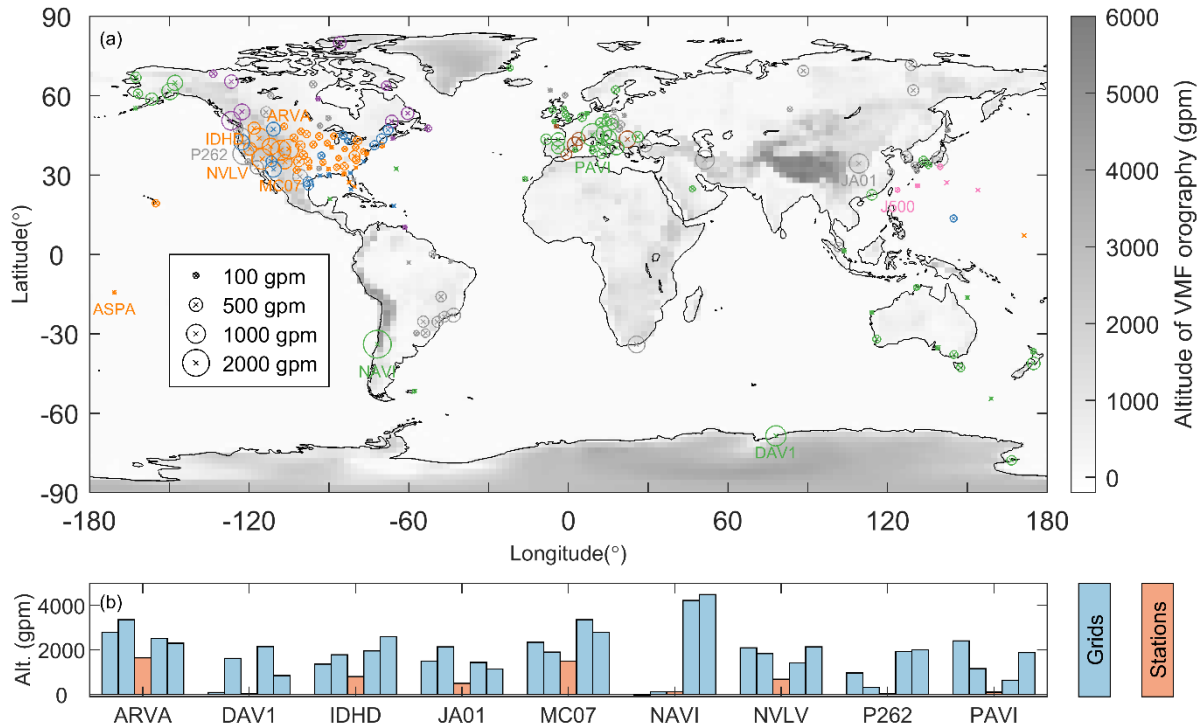 (a)
90
60
30
0
-30
-60
-90
Latitude(°)
ARVA
IDHD
P262
NVLV
MC07
PAVI
JA01
J500
ASPA
NAVI
DAV1
100 gpm
500 gpm
1000 gpm
2000 gpm
-180
-120
-60
0
60
120
180
Longitude(°)
6000
5000
4000
3000
2000
1000
0
Altitude of VMF orography (gpm)
(b)
4000
2000
0
Alt. (gpm)
ARVA
DAV1
IDHD
JA01
MC07
NAVI
NVLV
P262
PAVI
Grids
Stations